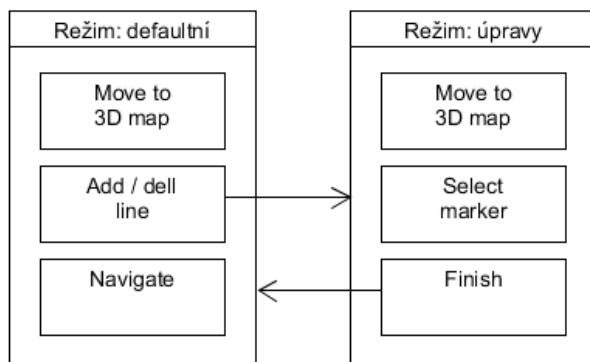 Režim: defaultní
Move to
3D map
Add / dell
line
Navigate
Režim: úpravy
Move to
3D map
Select
marker
Finish